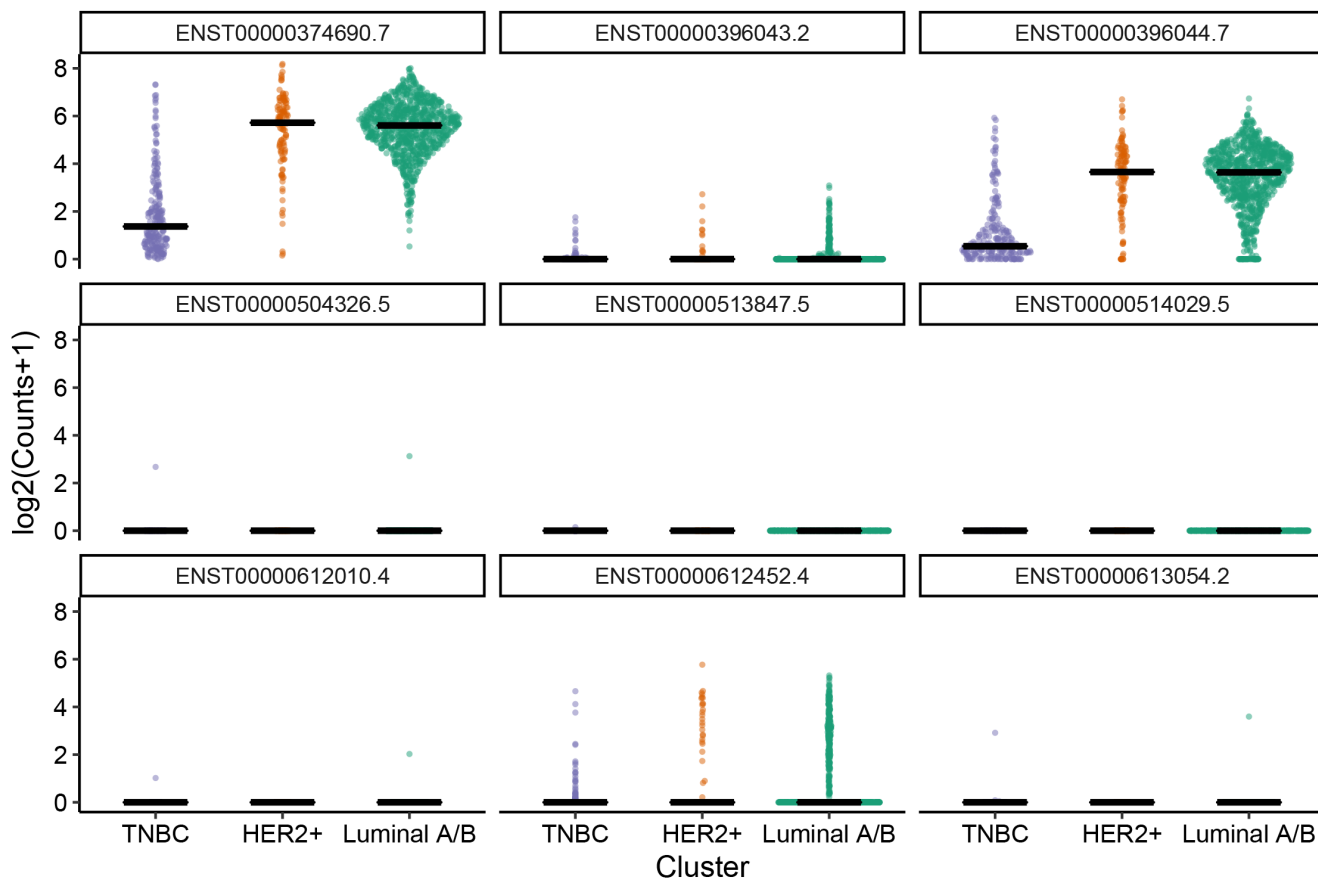 ENST00000374690.7 ENST00000396043.2 ENST00000396044.7
8
6
4
2
0
ENST00000504326.5 ENST00000513847.5 ENST00000514029.5
log2(Counts+1)
8
6
4
2
0
ENST00000612010.4 ENST00000612452.4 ENST00000613054.2
8
6
4
2
0
TNBC HER2+ Luminal A/B TNBC HER2+ Luminal A/B TNBC HER2+ Luminal A/B
Cluster